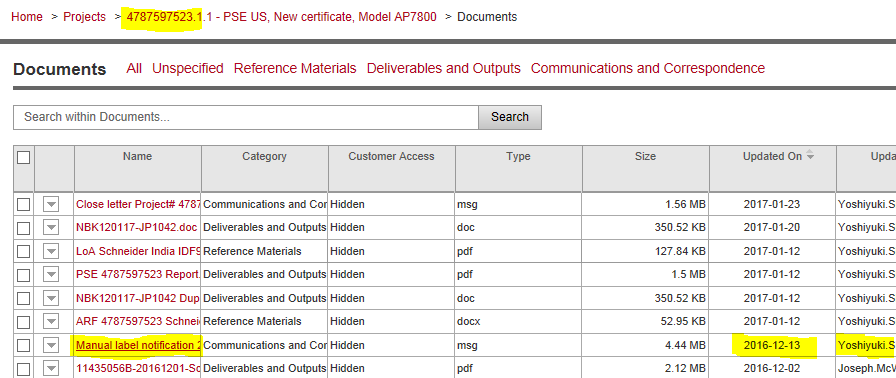 Home > Projects > 4787597523.1.1 - PSE US, New certificate, Model AP7800 > Documents
Documents All Unspecified Reference Materials Deliverables and Outputs Communications and Correspondence
Search within Documents... Search
Name Category Customer Access Type Size Updated On Upda
Close letter Project# 4787 Communications and Cor Hidden msg 1.56 MB 2017-01-23 Yoshiyuki.S
NBK120117-JP1042.doc Deliverables and Outputs Hidden doc 350.52 KB 2017-01-20 Yoshiyuki.S
LoA Schneider India IDF9 Reference Materials Hidden pdf 127.84 KB 2017-01-12 Yoshiyuki.S
PSE 4787597523 Report. Deliverables and Outputs Hidden pdf 1.5 MB 2017-01-12 Yoshiyuki.S
NBK120117-JP1042 Dup Deliverables and Outputs Hidden doc 350.52 KB 2017-01-12 Yoshiyuki.S
ARF 4787597523 Schnei Reference Materials Hidden docx 52.95 KB 2017-01-12 Yoshiyuki.S
Manual label notification 2 Communications and Cor Hidden msg 4.44 MB 2016-12-13 Yoshiyuki.S
11435056B-20161201-Sc Deliverables and Outputs Hidden pdf 2.12 MB 2016-12-02 Joseph.McW